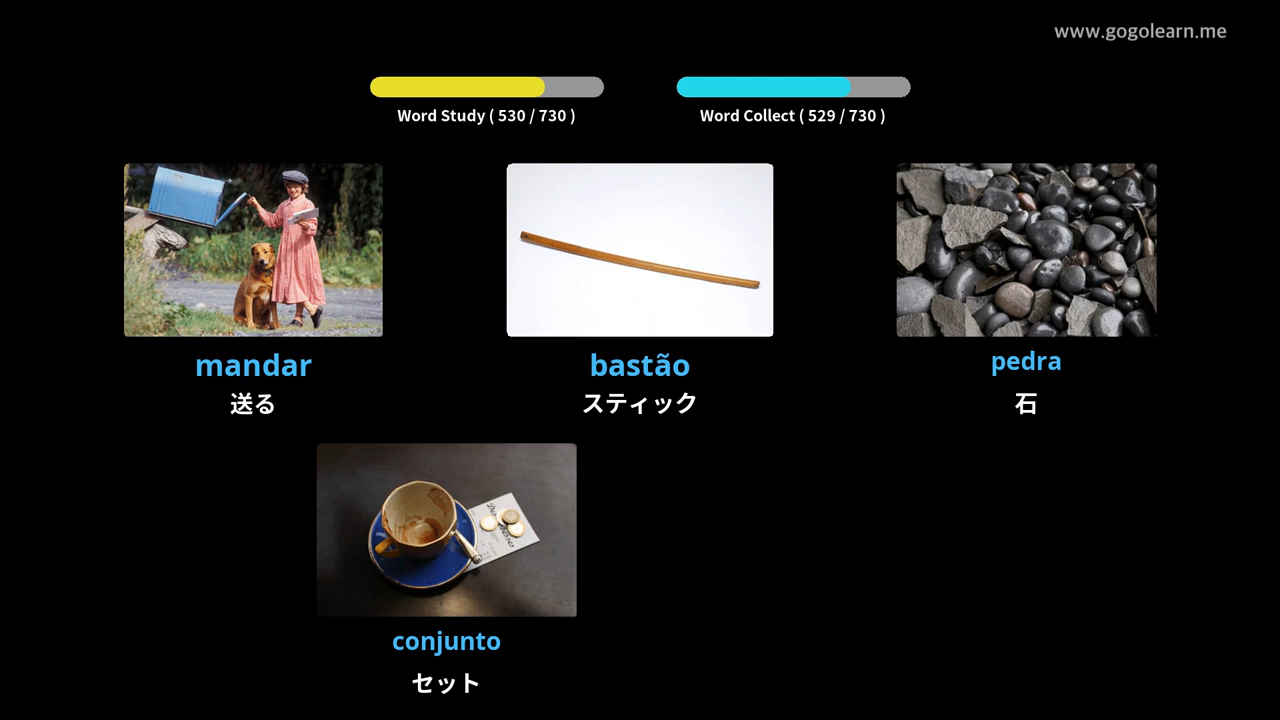 www.gogolearn.me
Word Study ( 530 / 730 )
Word Collect ( 529 / 730 )
mandar
送る
bastão
スティック
pedra
石
conjunto
セット